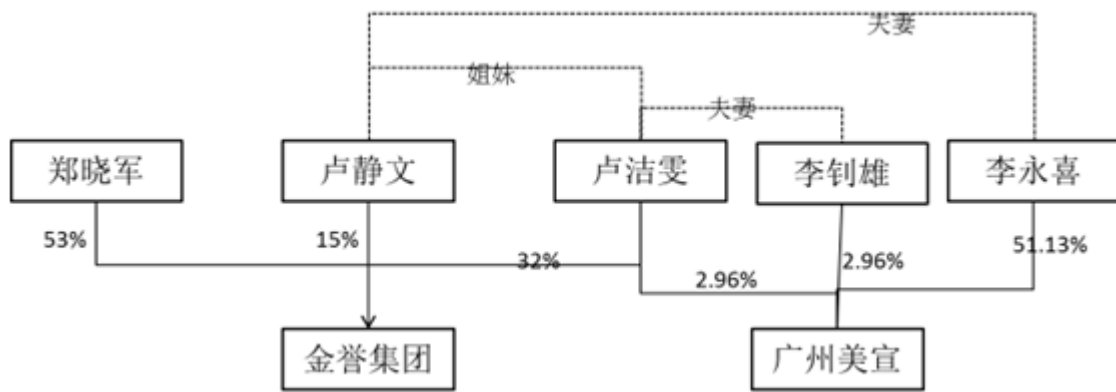 夫妻
姐妹
夫妻
郑晓军
卢静文
卢洁雯
李钊雄
李永喜
53%
15%
32%
2.96%
2.96%
51.13%
金誉集团
广州美宣